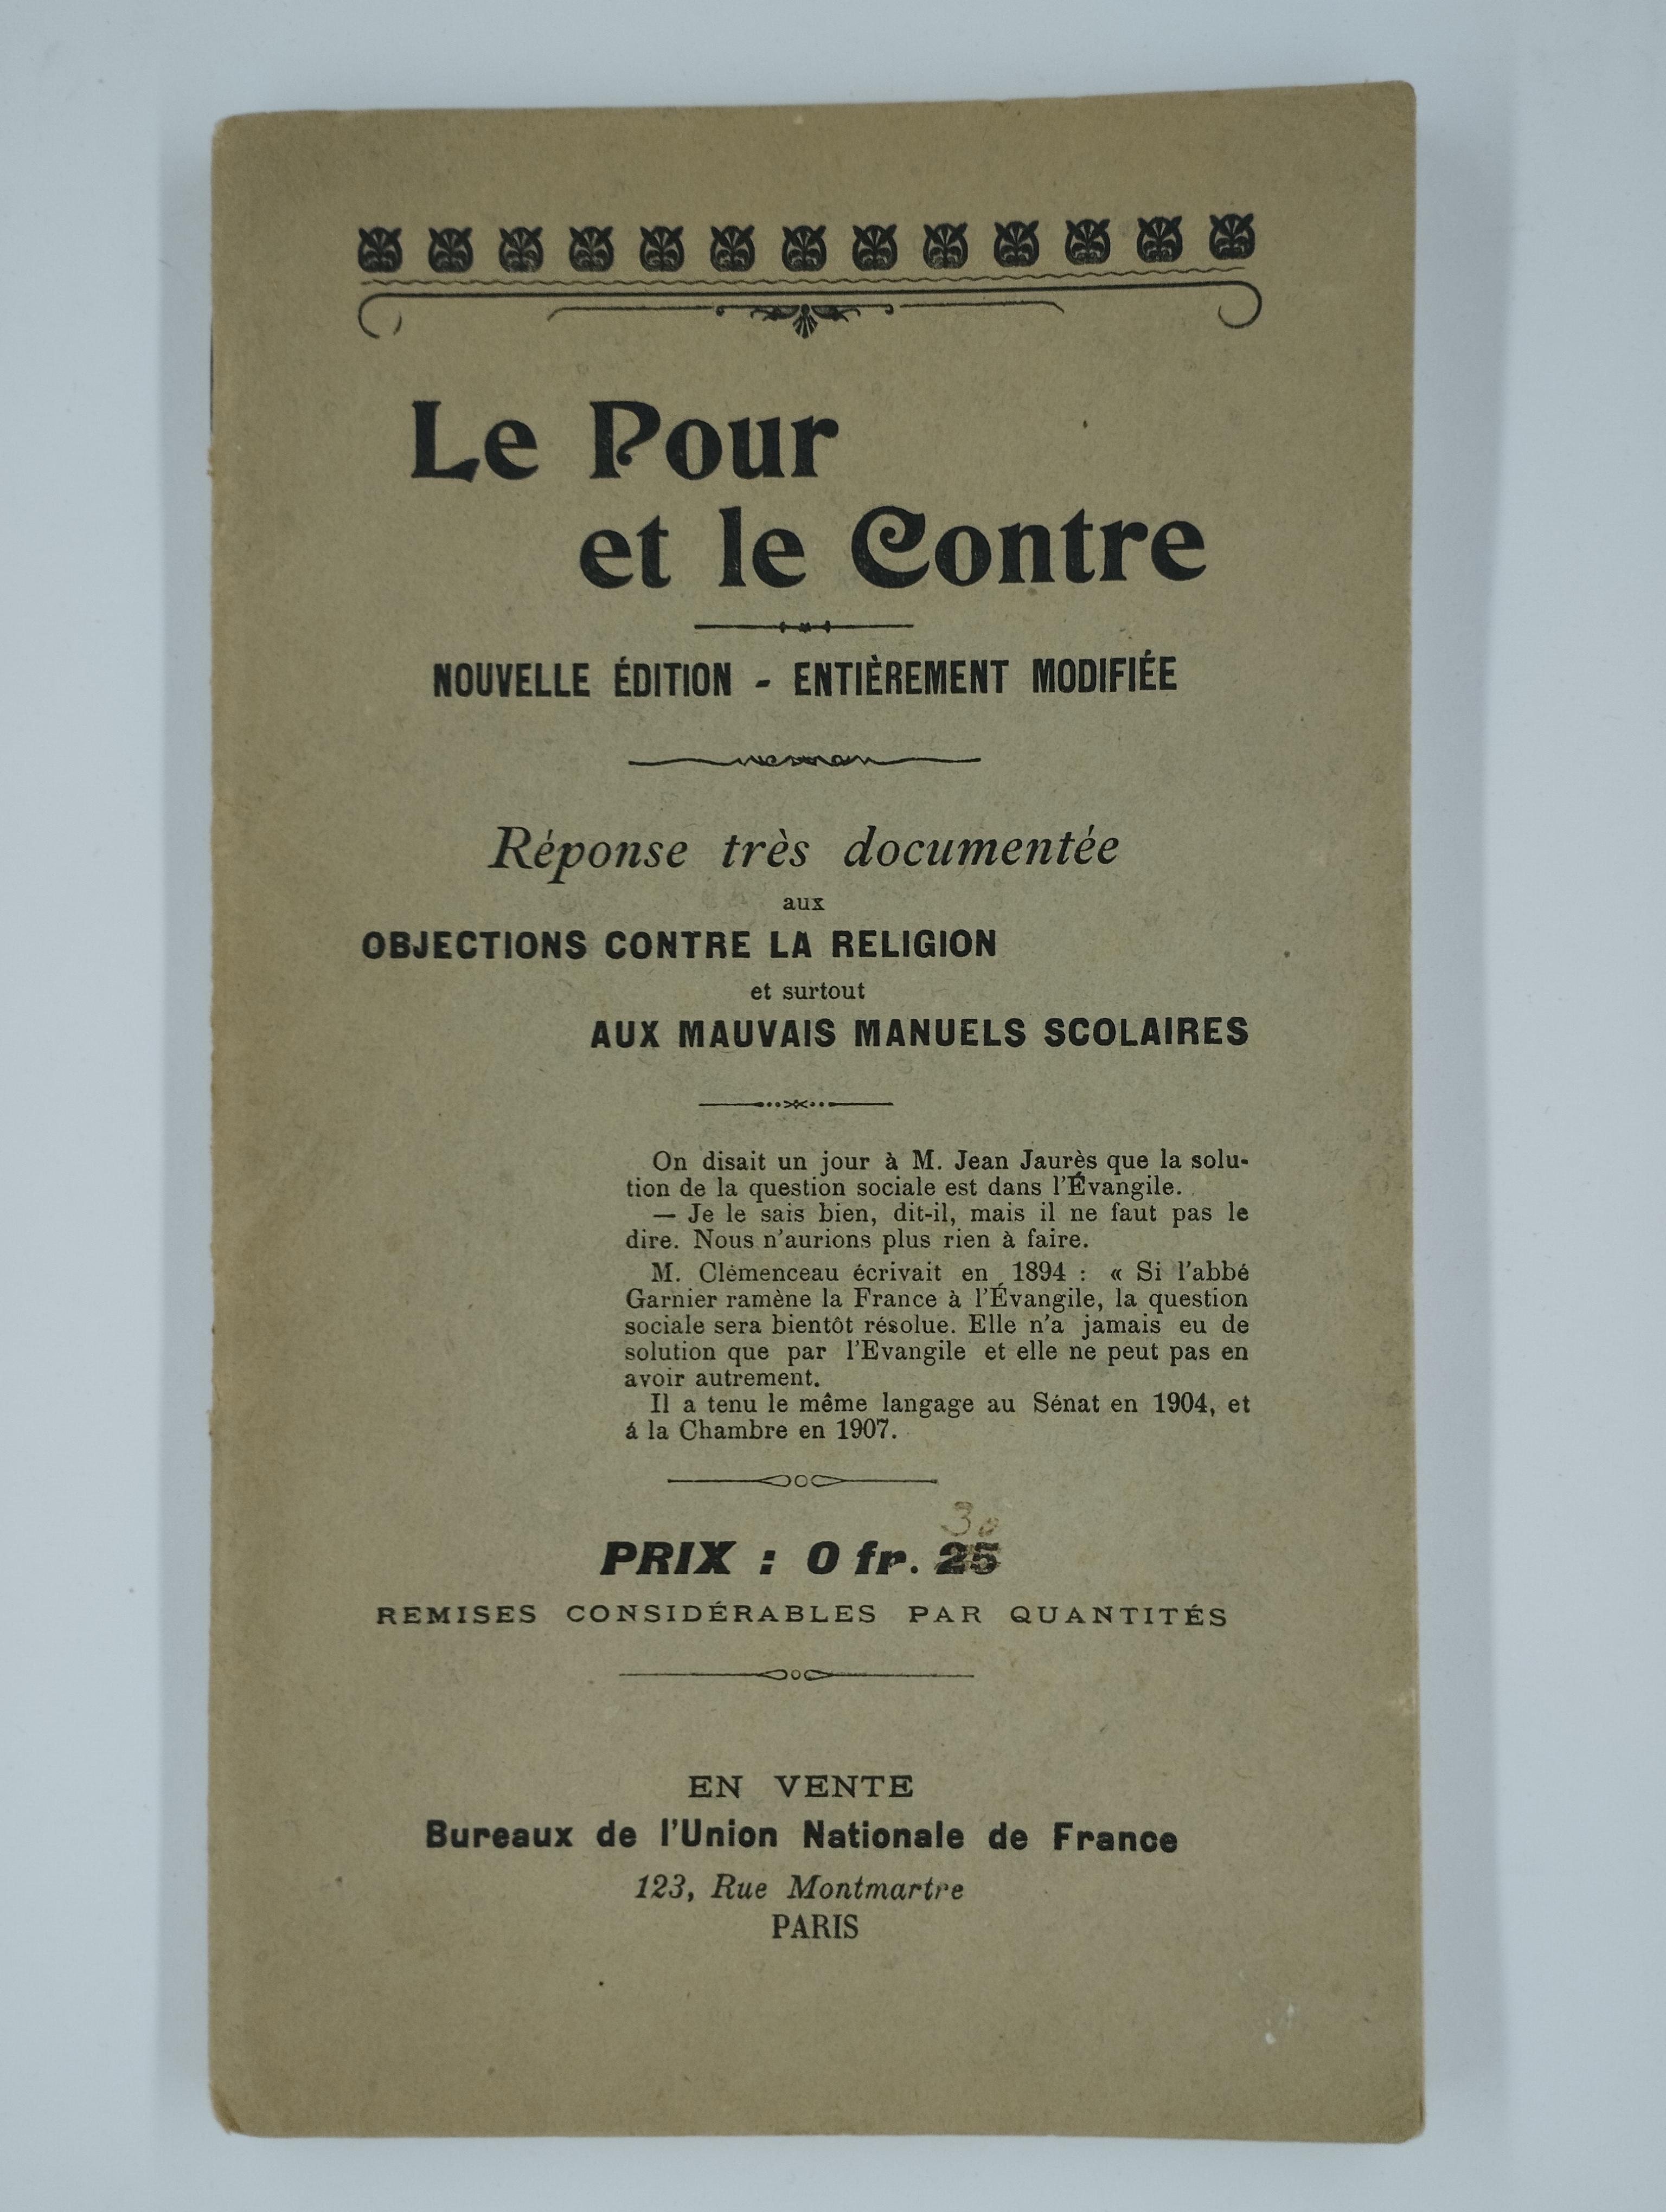 Le Pour
et le Contre
NOUVELLE ÉDITION - ENTIÈREMENT MODIFIÉE
Réponse très documentée
aux
OBJECTIONS CONTRE LA RELIGION
et surtout
AUX MAUVAIS MANUELS SCOLAIRES
On disait un jour à M. Jean Jaurès que la solu-
tion de la question sociale est dans l'Évangile.
— Je le sais bien, dit-il, mais il ne faut pas le
dire. Nous n'aurions plus rien à faire.
M. Clémenceau écrivait en 1894 : « Si l'abbé
Garnier ramène la France à l'Évangile, la question
sociale sera bientôt résolue. Elle n'a jamais eu de
solution que par l'Evangile et elle ne peut pas en
avoir autrement.
Il a tenu le même langage au Sénat en 1904, et
á la Chambre en 1907.
30
PRIX : 0 fr. 25
REMISES CONSIDÉRABLES PAR QUANTITÉS
EN VENTE
Bureaux de l'Union Nationale de France
123, Rue Montmartre
PARIS